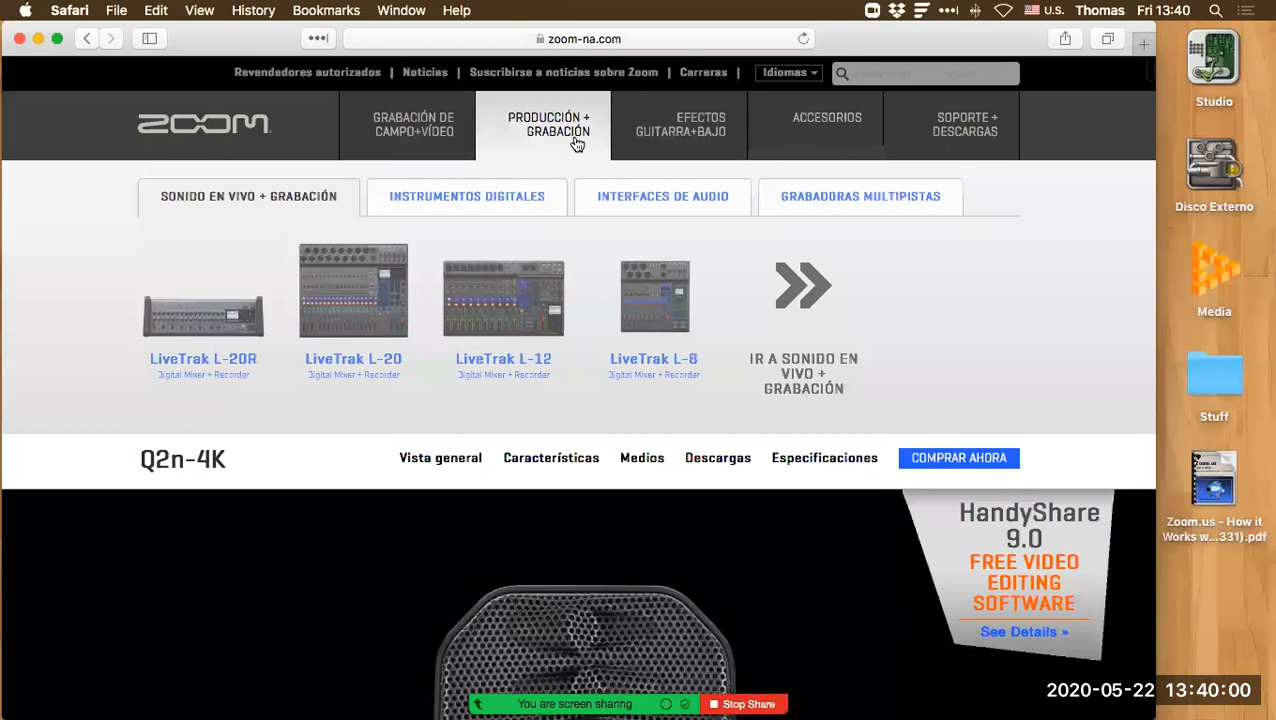 Safari File Edit View History Bookmarks Window Help
U.S. Thomas Fri 13:40
zoom-na.com
Revendedores autorizados | Noticias | Suscribirse a noticias sobre Zoom | Carreras | Idiomas
ZOOM
GRABACIÓN DE
CAMPO+VÍDEO
PRODUCCIÓN +
GRABACIÓN
EFECTOS
GUITARRA+BAJO
ACCESORIOS
SOPORTE +
DESCARGAS
SONIDO EN VIVO + GRABACIÓN
INSTRUMENTOS DIGITALES
INTERFACES DE AUDIO
GRABADORAS MULTIPISTAS
LiveTrak L-20R
Digital Mixer + Recorder
LiveTrak L-20
Digital Mixer + Recorder
LiveTrak L-12
Digital Mixer + Recorder
LiveTrak L-8
Digital Mixer + Recorder
IR A SONIDO EN
VIVO +
GRABACIÓN
Q2n-4K
Vista general Características Medios Descargas Especificaciones COMPRAR AHORA
HandyShare
9.0
FREE VIDEO
EDITING
SOFTWARE
See Details »
You are screen sharing
Stop Share
Studio
Disco Externo
Media
Stuff
Zoom.us - How it
Works w...331).pdf
2020-05-22 13:40:00